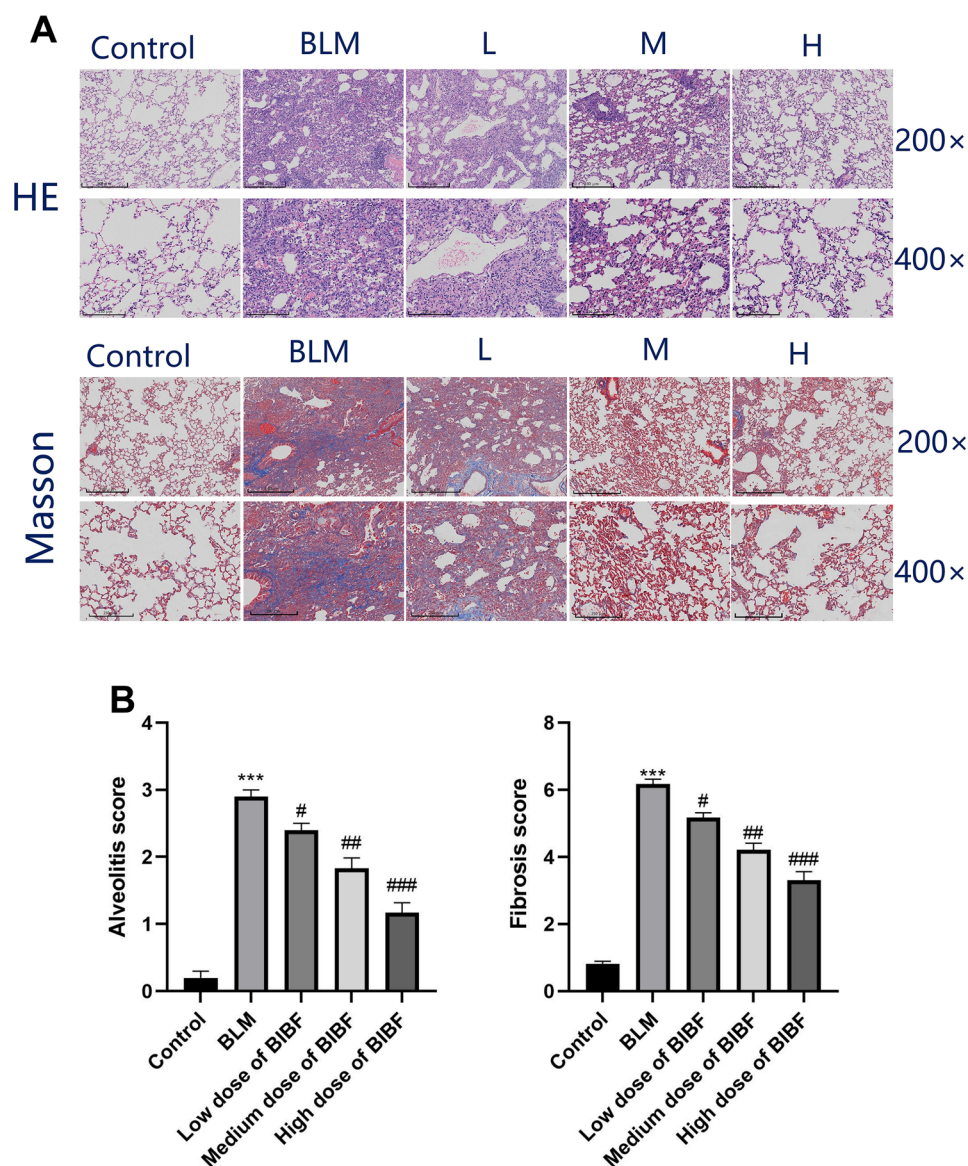 A
Control BLM L M H
HE
200×
400×
Control BLM L M H
Masson
200×
400×
B
Alveolitis score
4
3
2
1
0
***
#
##
###
Control
BLM
Low dose of BIBF
Medium dose of BIBF
High dose of BIBF
Fibrosis score
8
6
4
2
0
***
#
##
###
Control
BLM
Low dose of BIBF
Medium dose of BIBF
High dose of BIBF